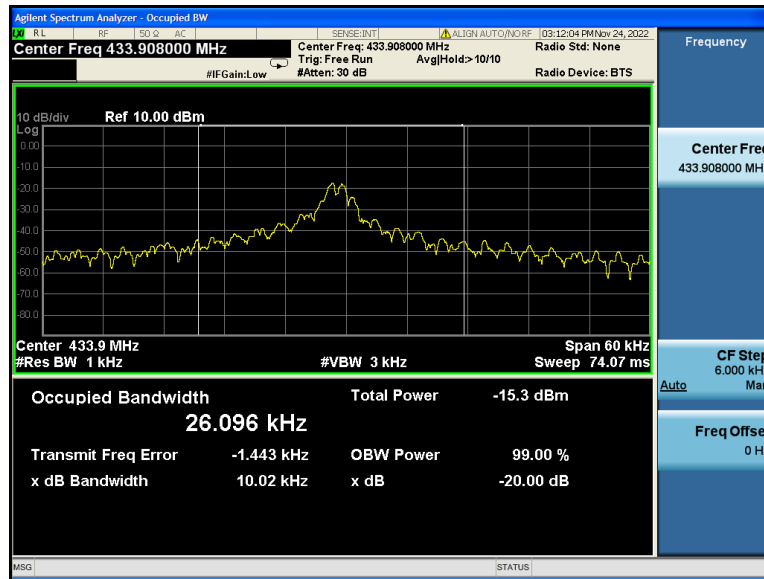 Agilent Spectrum Analyzer - Occupied BW
LXI RL RF 50 Ω AC SENSE:INT ALIGN AUTO/NO RF 03:12:04 PM Nov 24, 2022
Center Freq 433.908000 MHz
Center Freq: 433.908000 MHz
Radio Std: None
Trig: Free Run Avg|Hold:> 10/10
#IFGain:Low
#Atten: 30 dB
Radio Device: BTS
Frequency
10 dB/div Ref 10.00 dBm
Log
0.00
-10.0
-20.0
-30.0
-40.0
-50.0
-60.0
-70.0
-80.0
Center Fre
433.908000 MH
Center 433.9 MHz Span 60 kHz
#Res BW 1 kHz #VBW 3 kHz Sweep 74.07 ms
CF Step
6.000 kH
Auto Ma
Occupied Bandwidth
26.096 kHz
Total Power -15.3 dBm
Transmit Freq Error -1.443 kHz OBW Power 99.00 %
x dB Bandwidth 10.02 kHz x dB -20.00 dB
Freq Offse
0 H
MSG STATUS